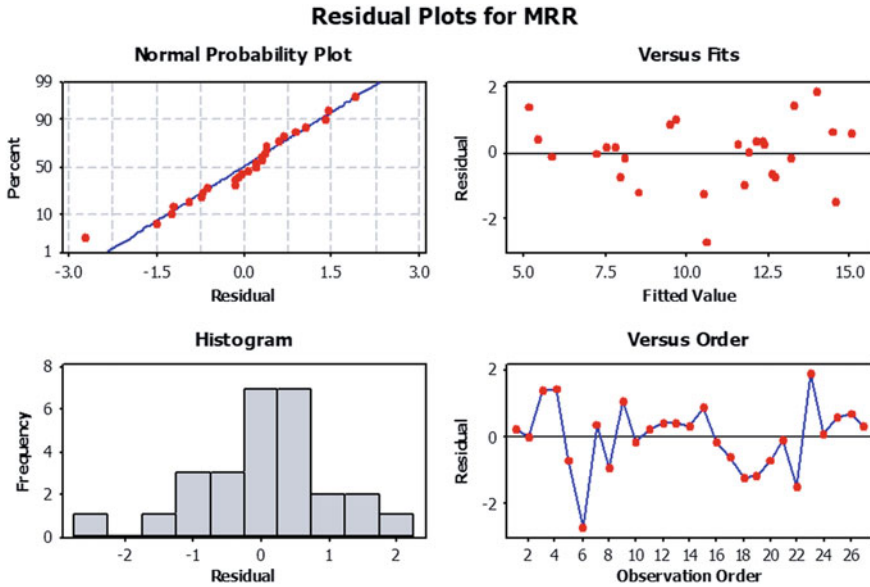 Residual Plots for MRR
Normal Probability Plot
Percent
99
90
50
10
1
-3.0 -1.5 0.0 1.5 3.0
Residual
Versus Fits
Residual
2
0
-2
5.0 7.5 10.0 12.5 15.0
Fitted Value
Histogram
Frequency
8
6
4
2
0
-2 -1 0 1 2
Residual
Versus Order
Residual
2
0
-2
2 4 6 8 10 12 14 16 18 20 22 24 26
Observation Order